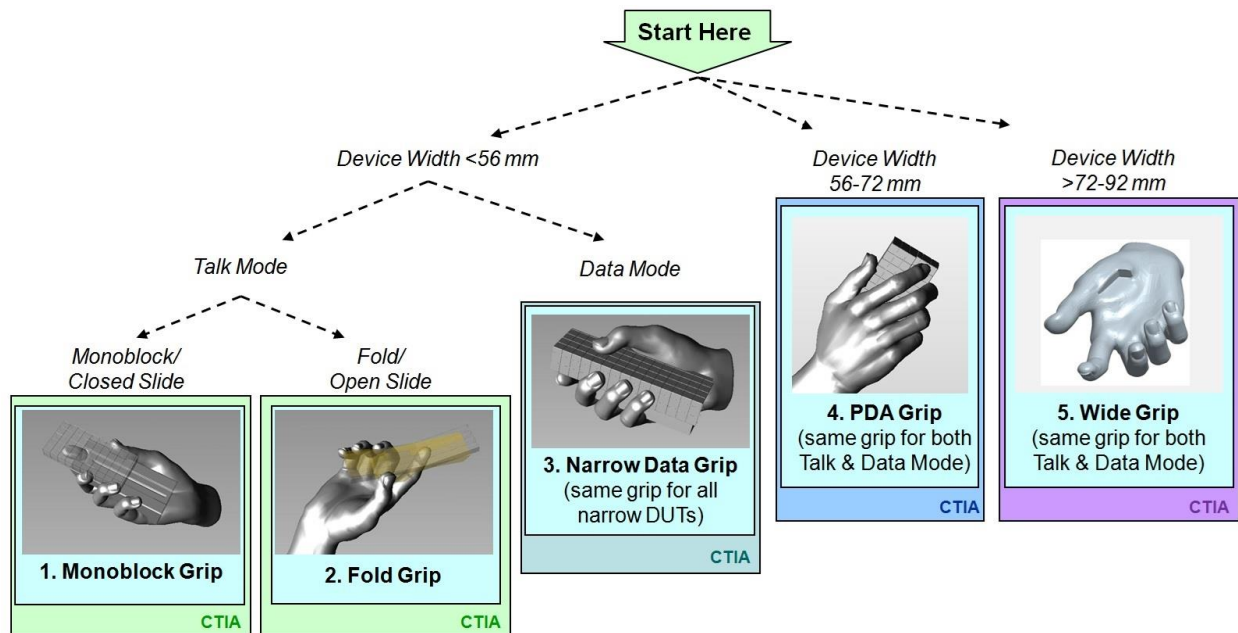 Start Here
Device Width <56 mm
Device Width
56-72 mm
Device Width
>72-92 mm
Talk Mode
Data Mode
Monoblock/
Closed Slide
Fold/
Open Slide
1. Monoblock Grip
CTIA
2. Fold Grip
CTIA
3. Narrow Data Grip
(same grip for all
narrow DUTs)
CTIA
4. PDA Grip
(same grip for both
Talk & Data Mode)
CTIA
5. Wide Grip
(same grip for both
Talk & Data Mode)
CTIA